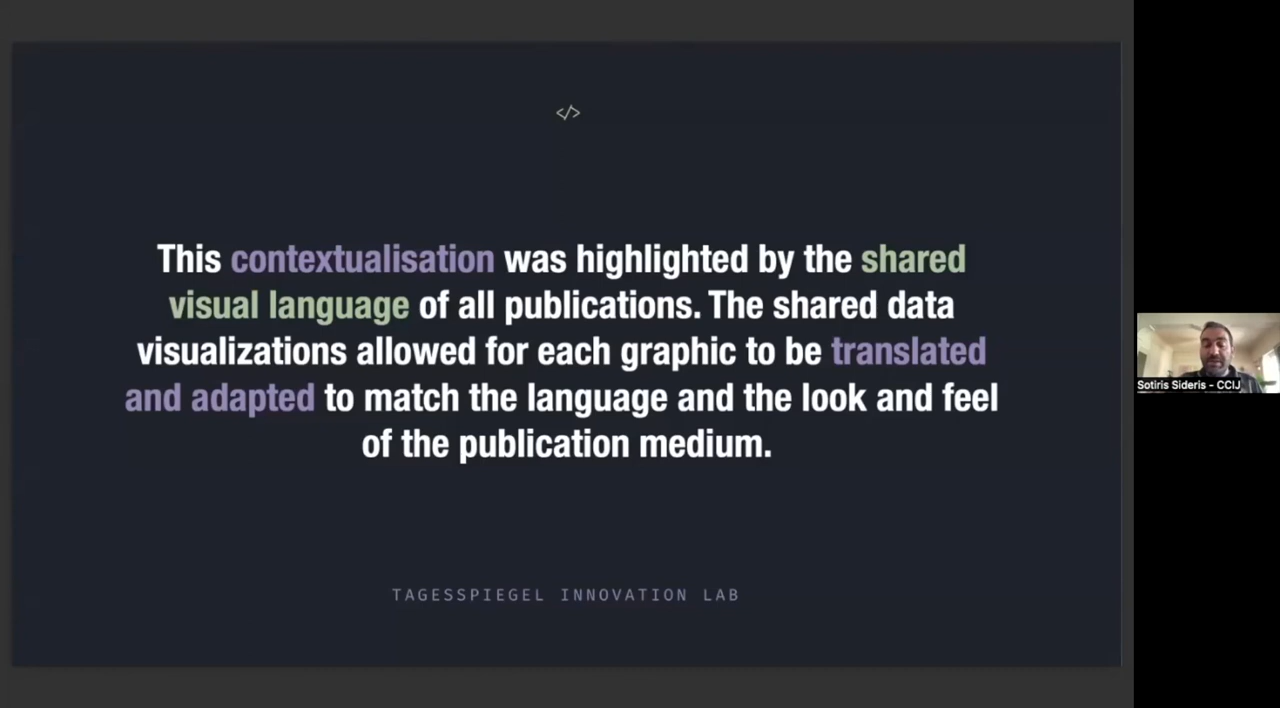 </>
This contextualisation was highlighted by the shared
visual language of all publications. The shared data
visualizations allowed for each graphic to be translated
and adapted to match the language and the look and feel
of the publication medium.
TAGESSPIEGEL INNOVATION LAB
Sotiris Sideris - CCIJ